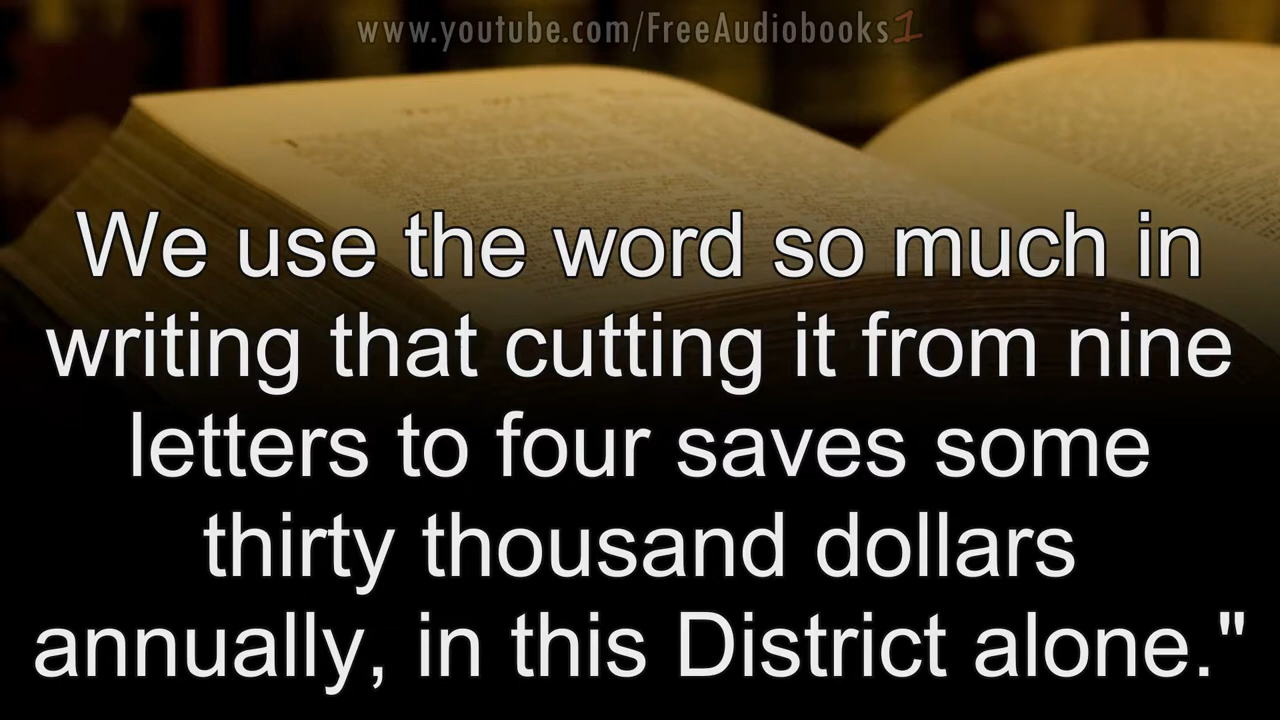 www.youtube.com/FreeAudiobooks1
We use the word so much in
writing that cutting it from nine
letters to four saves some
thirty thousand dollars
annually, in this District alone."